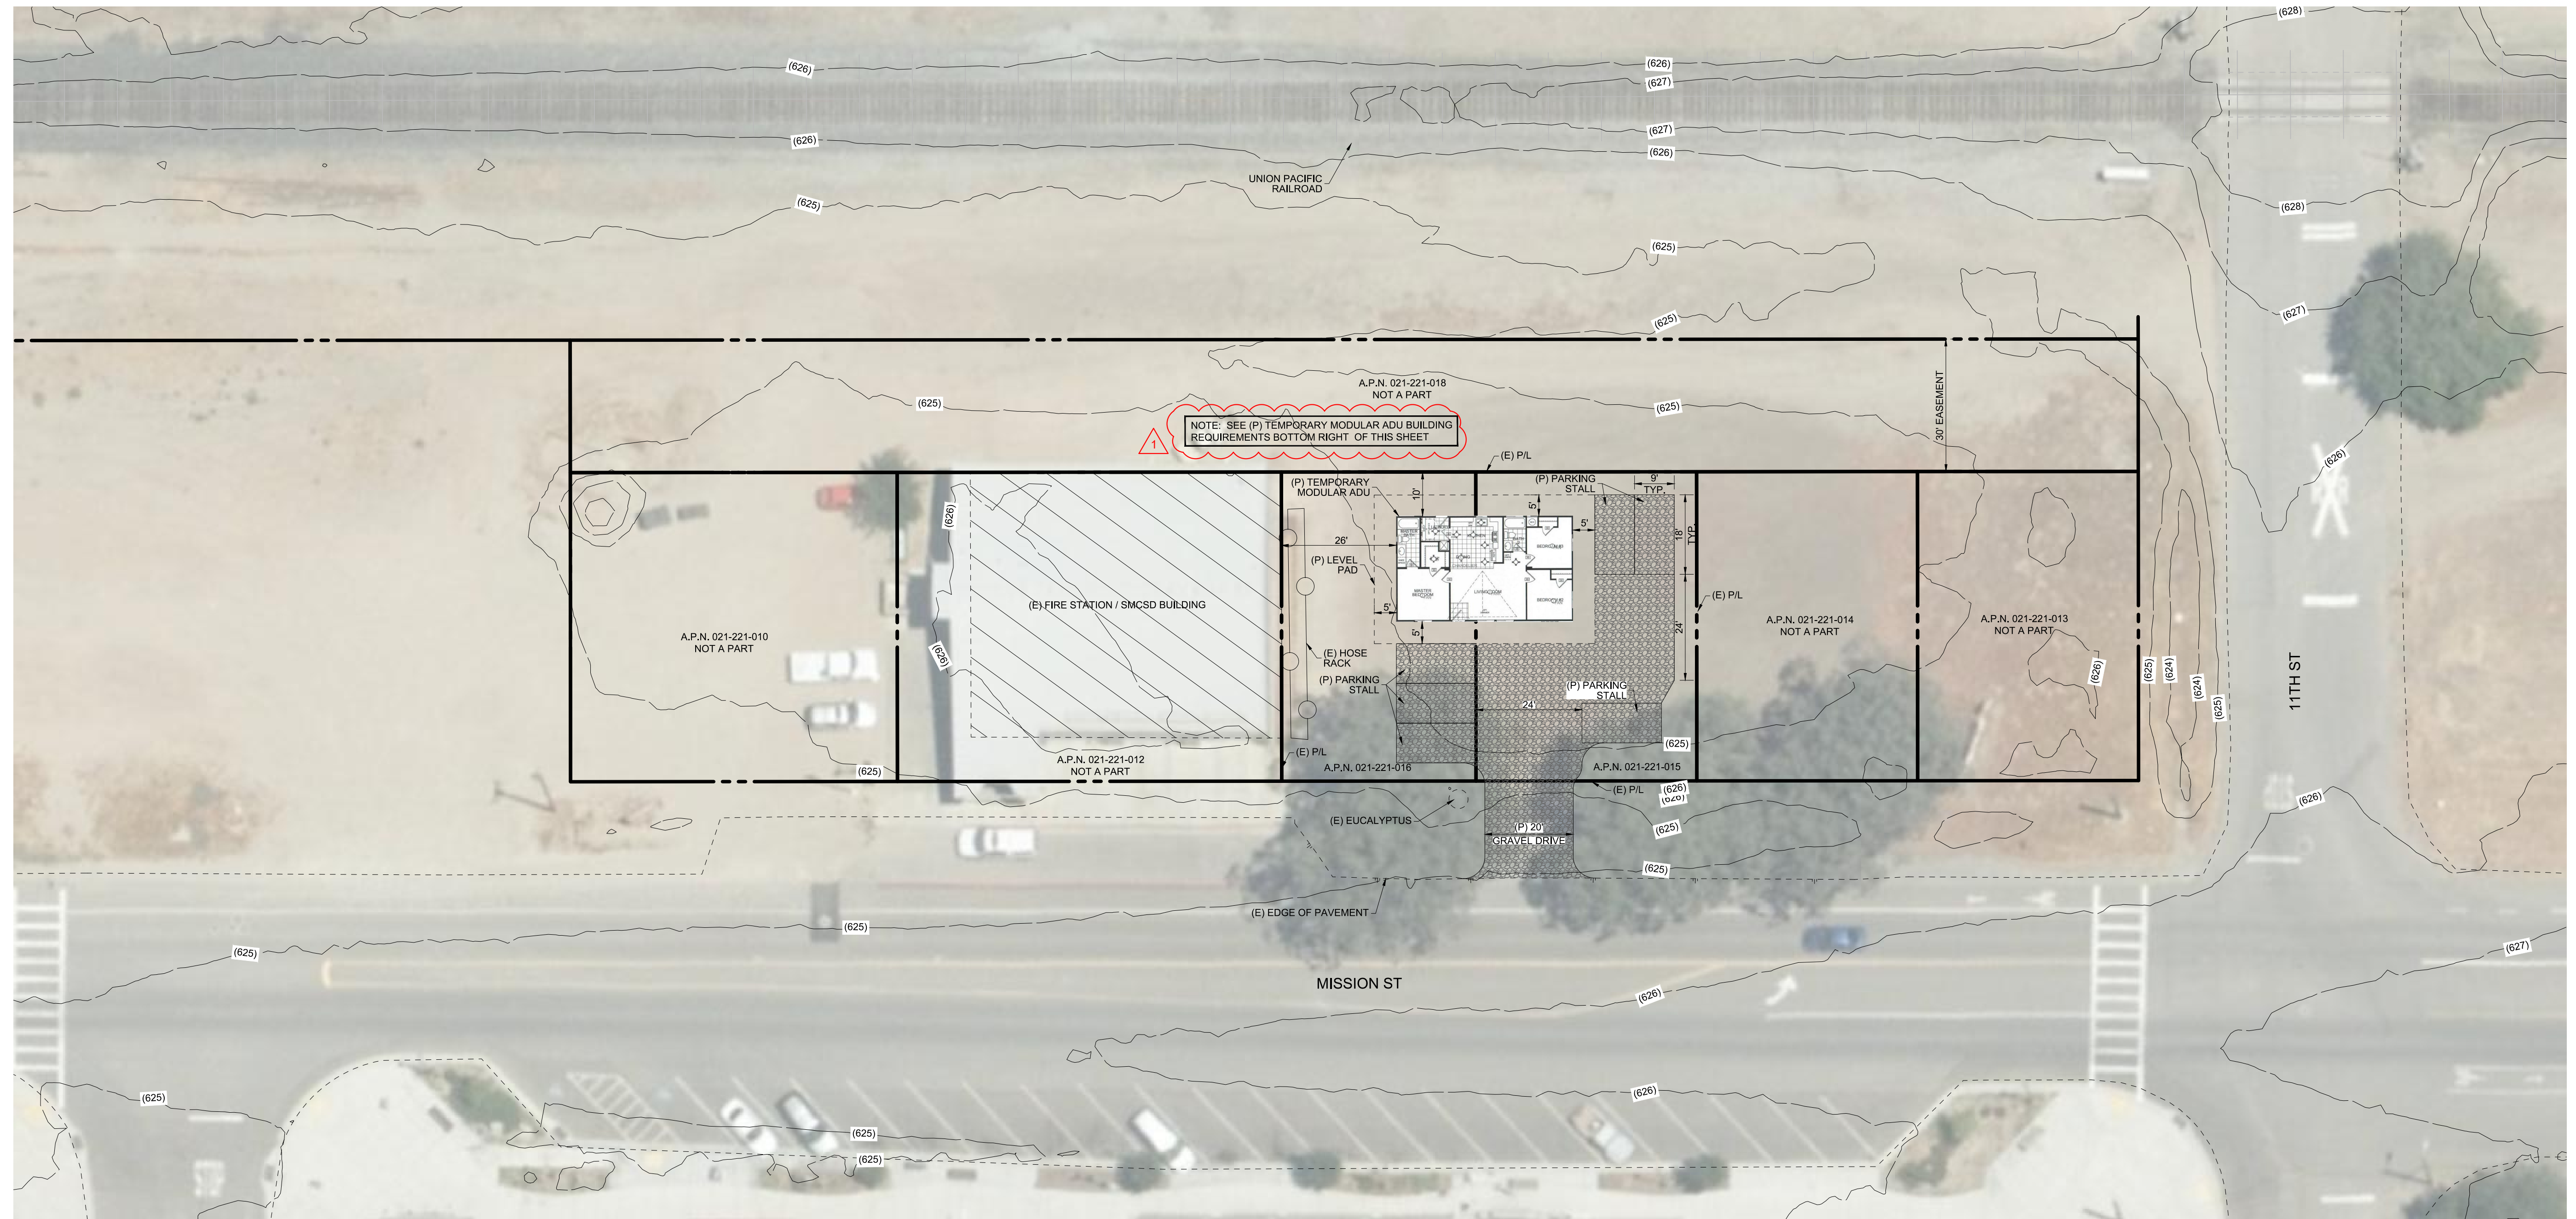 (628)
(626)
(626)
(627)
(626)
(627)
(626)
UNION PACIFIC
RAILROAD
(625)
(628)
(625)
(627)
(625)
A.P.N. 021-221-018
NOT A PART
30' EASEMENT
(625)
(625)
NOTE: SEE (P) TEMPORARY MODULAR ADU BUILDING
REQUIREMENTS BOTTOM RIGHT OF THIS SHEET
1
(E) P/L
(626)
(P) TEMPORARY
MODULAR ADU
10'
(P) PARKING
STALL
9'
TYP.
5'
5'
18'
TYP.
(626)
26'
(P) LEVEL
PAD
MASTER
BEDROOM
LIVING ROOM
5'
5'
(E) P/L
24'
(E) FIRE STATION / SMCSD BUILDING
A.P.N. 021-221-010
NOT A PART
A.P.N. 021-221-014
NOT A PART
A.P.N. 021-221-013
NOT A PART
(626)
(E) HOSE
RACK
(P) PARKING
STALL
(P) PARKING
STALL
24'
(626)
(625)
(624)
(624)
(625)
11TH ST
(625)
(E) P/L
A.P.N. 021-221-012
NOT A PART
(625)
A.P.N. 021-221-016
A.P.N. 021-221-015
(E) P/L
(626)
(626)
(626)
(E) EUCALYPTUS
(P) 20'
GRAVEL DRIVE
(625)
(625)
(E) EDGE OF PAVEMENT
(625)
(625)
(627)
MISSION ST
(626)
(625)
(626)
(625)
(625)